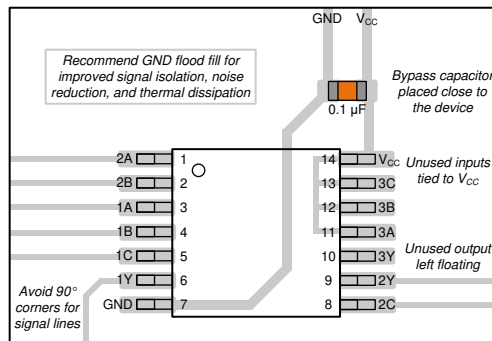 GND VCC
Recommend GND flood fill for
improved signal isolation, noise
reduction, and thermal dissipation
Bypass capacitor
placed close to
the device
0.1 µF
2A 1 14 VCC
Unused inputs
tied to VCC
2B 2 13 3C
1A 3 12 3B
1B 4 11 3A
1C 5 10 3Y
Unused output
left floating
1Y 6 9 2Y
Avoid 90°
corners for
signal lines
GND 7 8 2C